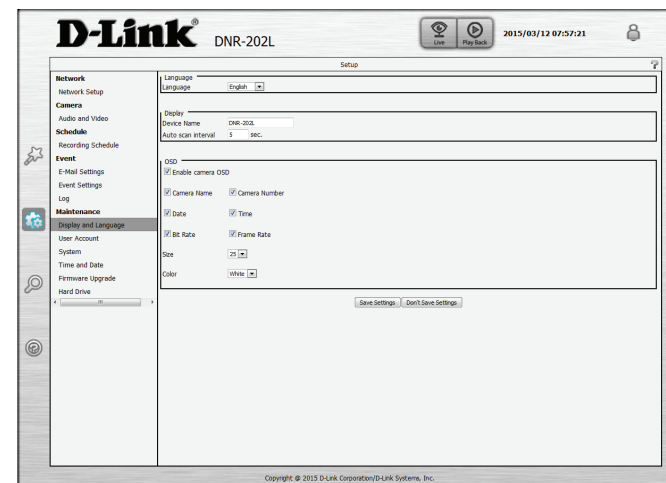 D-Link® DNR-202L
Live Play Back 2015/03/12 07:57:21
Setup ?
Network
Network Setup
Camera
Audio and Video
Schedule
Recording Schedule
Event
E-Mail Settings
Event Settings
Log
Maintenance
Display and Language
User Account
System
Time and Date
Firmware Upgrade
Hard Drive
Language
Language English
Display
Device Name DNR-202L
Auto scan interval 5 sec.
OSD
Enable camera OSD
Camera Name Camera Number
Date Time
Bit Rate Frame Rate
Size 25
Color White
Save Settings Don't Save Settings
Copyright @ 2015 D-Link Corporation/D-Link Systems, Inc.